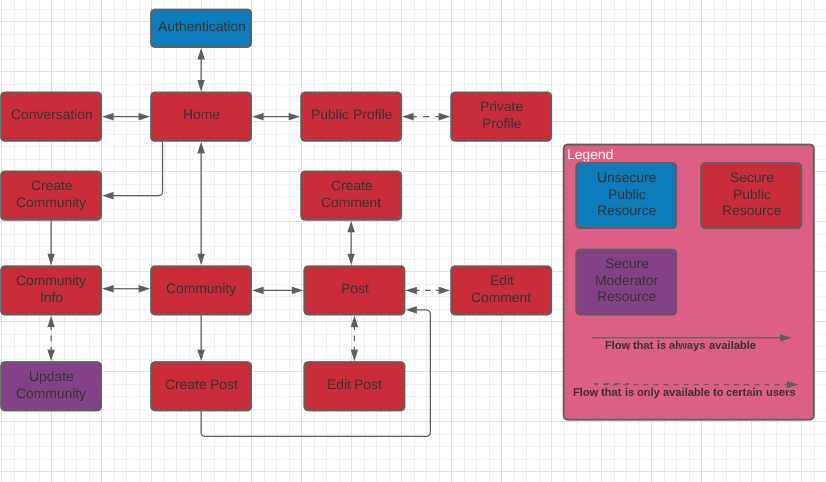 Authentication
Conversation
Home
Public Profile
Private
Profile
Legend
Create
Community
Create
Comment
Unsecure
Public
Resource
Secure
Public
Resource
Community
Info
Community
Post
Edit
Comment
Secure
Moderator
Resource
Flow that is always available
Update
Community
Create Post
Edit Post
Flow that is only available to certain users